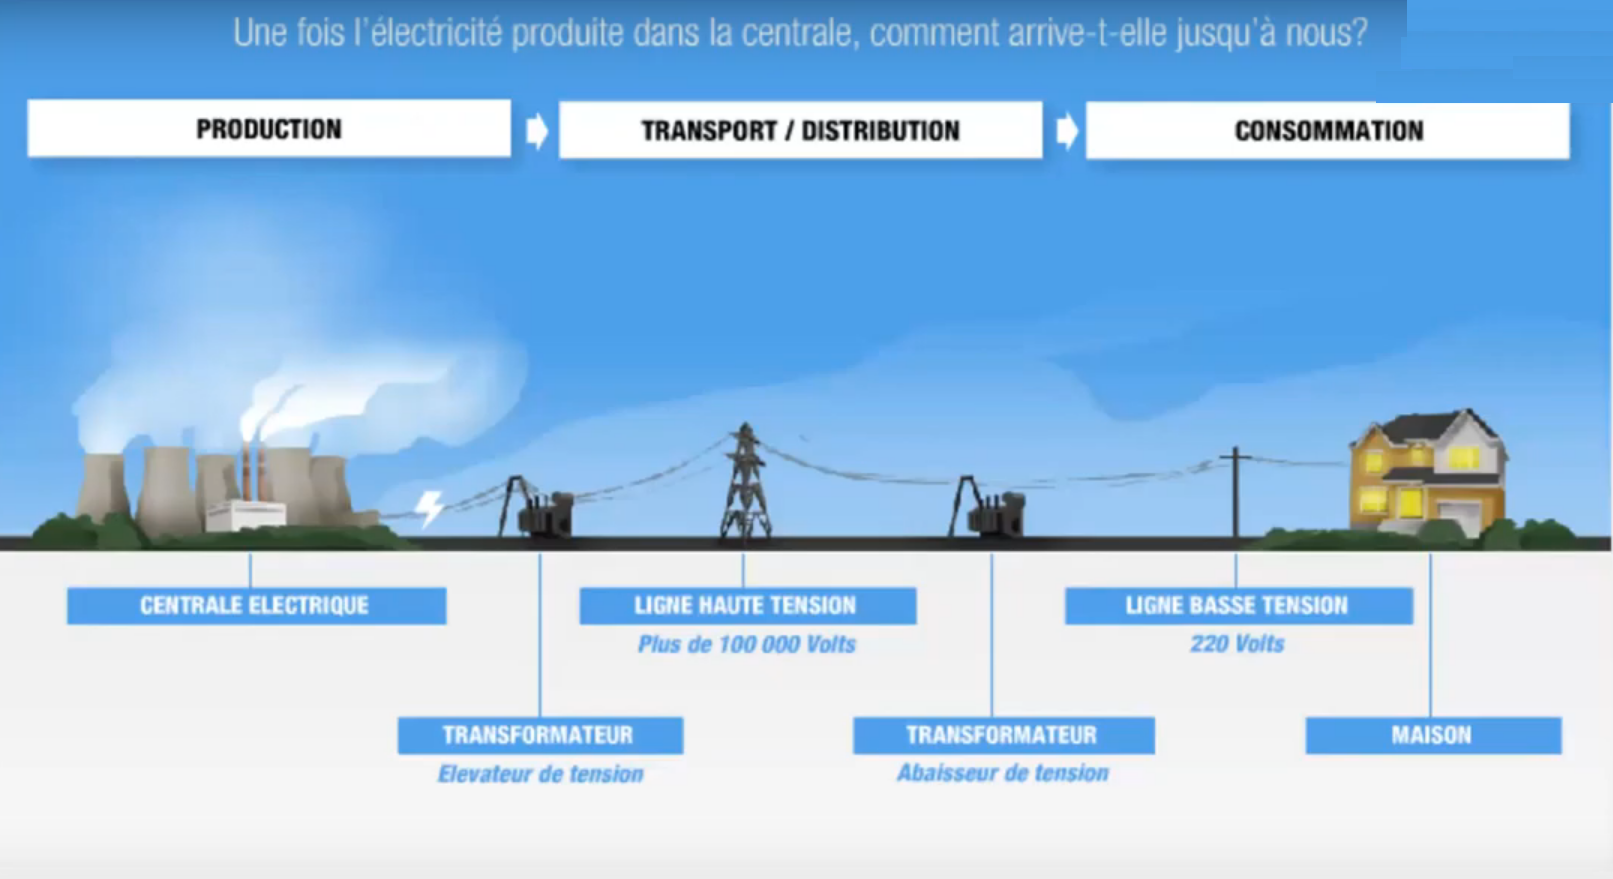 Une fois l'électricité produite dans la centrale, comment arrive-t-elle jusqu'à nous?
PRODUCTION
TRANSPORT / DISTRIBUTION
CONSOMMATION
CENTRALE ELECTRIQUE
LIGNE HAUTE TENSION
Plus de 100 000 Volts
LIGNE BASSE TENSION
220 Volts
TRANSFORMATEUR
Elevateur de tension
TRANSFORMATEUR
Abaisseur de tension
MAISON